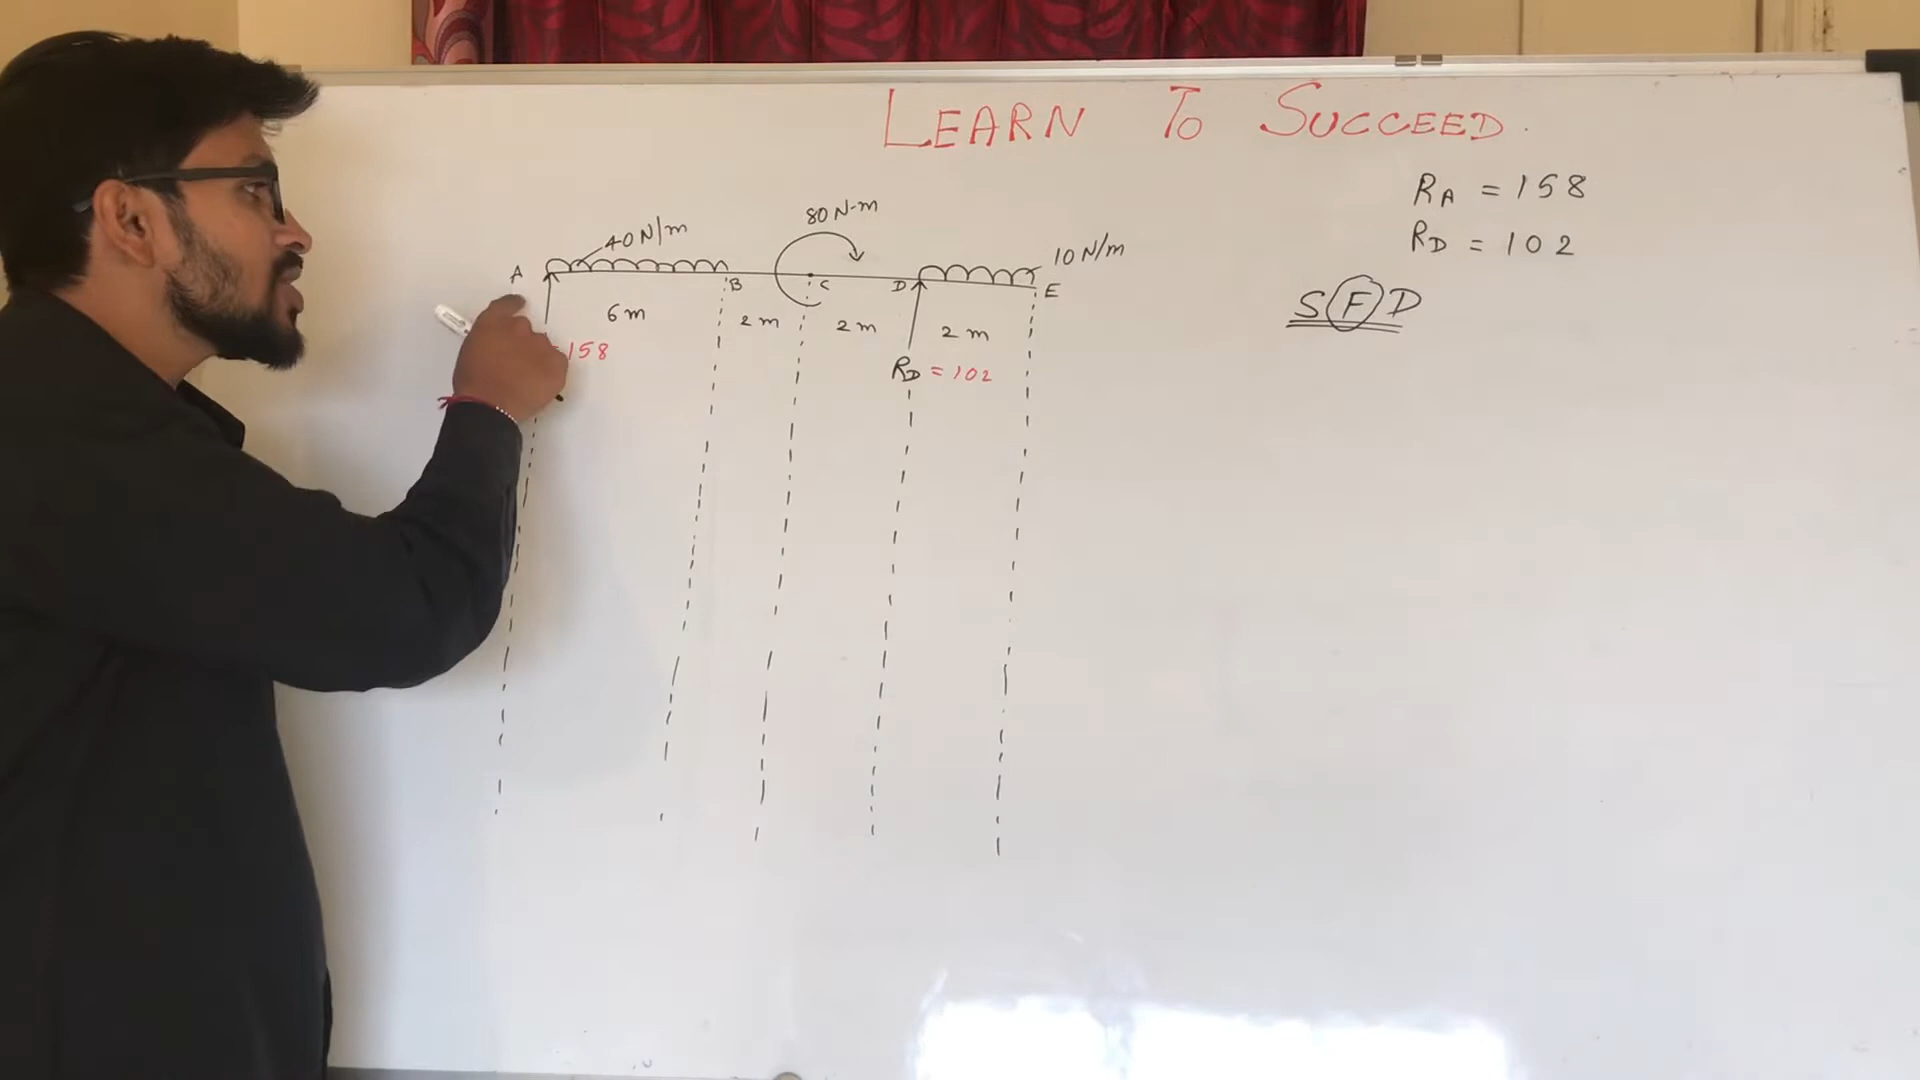 LEARN TO SUCCEED.
RA = 158
RD = 102
SFD
80 N-m
40 N/m
10 N/m
A
B
C
D
E
6 m
2 m
2 m
2 m
= 158
RD = 102